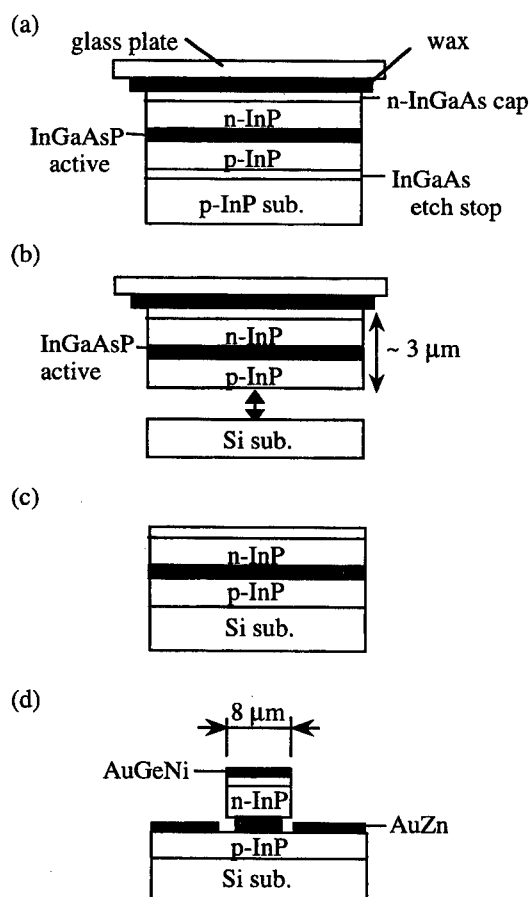 (a)
glass plate
wax
n-InGaAs cap
n-InP
InGaAsP
active
p-InP
InGaAs
etch stop
p-InP sub.
(b)
n-InP
InGaAsP
active
~ 3 μm
p-InP
Si sub.
(c)
n-InP
p-InP
Si sub.
(d)
8 μm
AuGeNi
n-InP
AuZn
p-InP
Si sub.